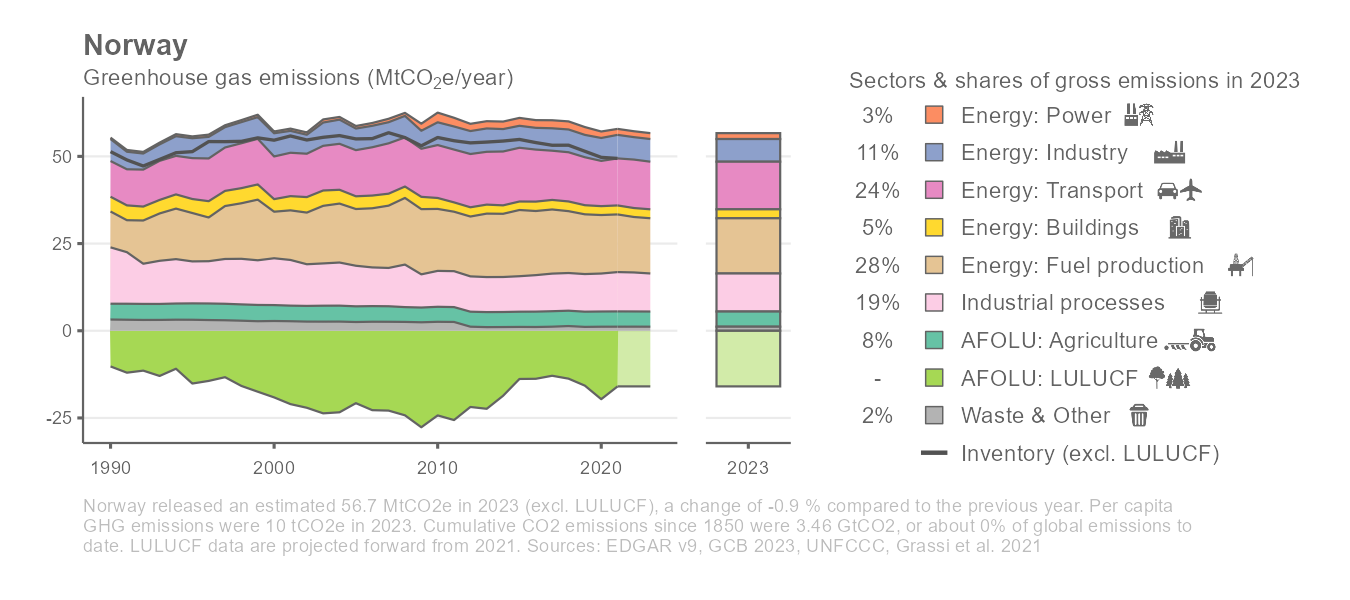 Norway
Greenhouse gas emissions (MtCO₂e/year)
Sectors & shares of gross emissions in 2023
3% Energy: Power
11% Energy: Industry
24% Energy: Transport
5% Energy: Buildings
28% Energy: Fuel production
19% Industrial processes
8% AFOLU: Agriculture
- AFOLU: LULUCF
2% Waste & Other
Inventory (excl. LULUCF)
50
25
0
-25
1990 2000 2010 2020 2023
Norway released an estimated 56.7 MtCO2e in 2023 (excl. LULUCF), a change of -0.9 % compared to the previous year. Per capita
GHG emissions were 10 tCO2e in 2023. Cumulative CO2 emissions since 1850 were 3.46 GtCO2, or about 0% of global emissions to
date. LULUCF data are projected forward from 2021. Sources: EDGAR v9, GCB 2023, UNFCCC, Grassi et al. 2021